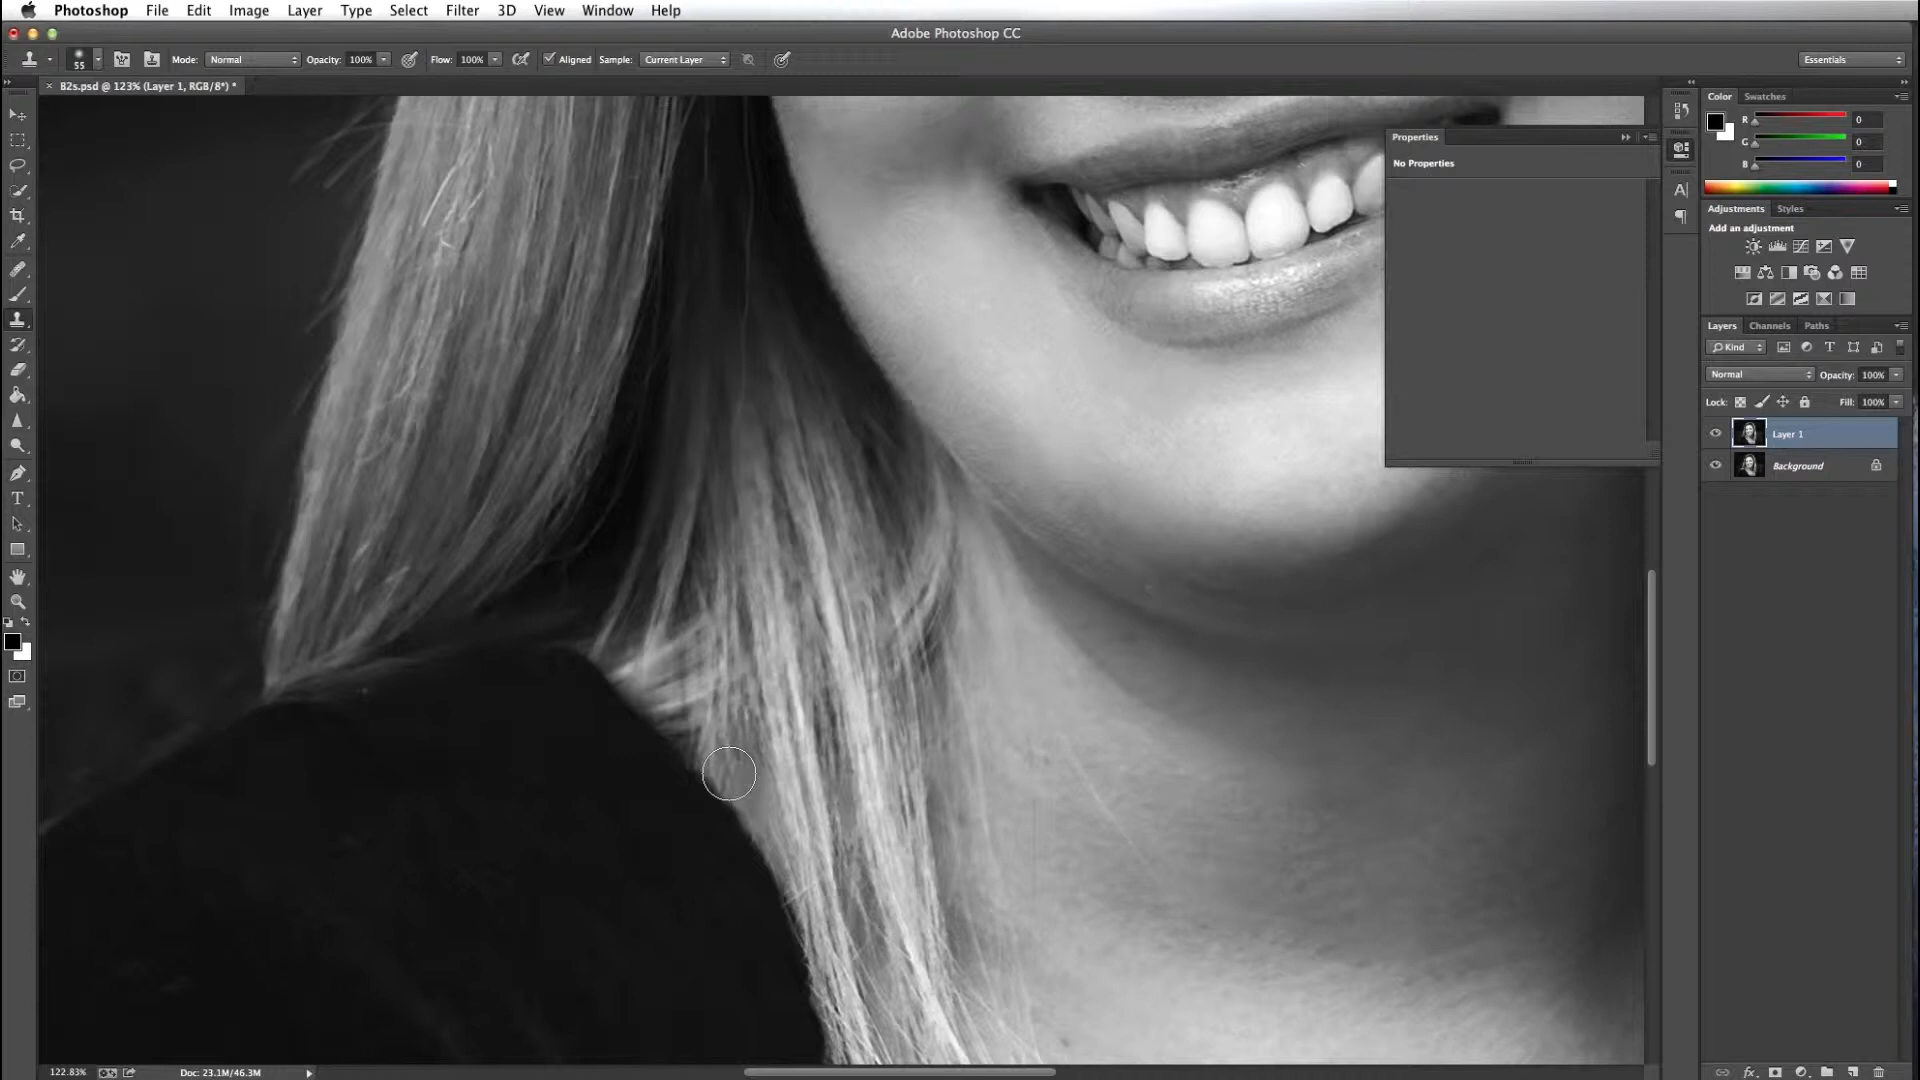 Photoshop File Edit Image Layer Type Select Filter 3D View Window Help
Adobe Photoshop CC
55 Mode: Normal Opacity: 100% Flow: 100% Aligned Sample: Current Layer Essentials
× B2s.psd @ 123% (Layer 1, RGB/8*) *
Color Swatches
R 0
G 0
B 0
Properties
No Properties
Adjustments Styles
Add an adjustment
Layers Channels Paths
Kind
Normal Opacity: 100%
Lock: Fill: 100%
Layer 1
Background
122.83% Doc: 23.1M/46.3M